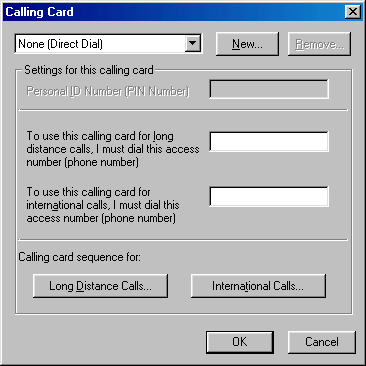 Calling Card
None (Direct Dial)
New...
Remove...
Settings for this calling card
Personal ID Number (PIN Number)
To use this calling card for long
distance calls, I must dial this access
number (phone number)
To use this calling card for
international calls, I must dial this
access number (phone number)
Calling card sequence for:
Long Distance Calls...
International Calls...
OK
Cancel